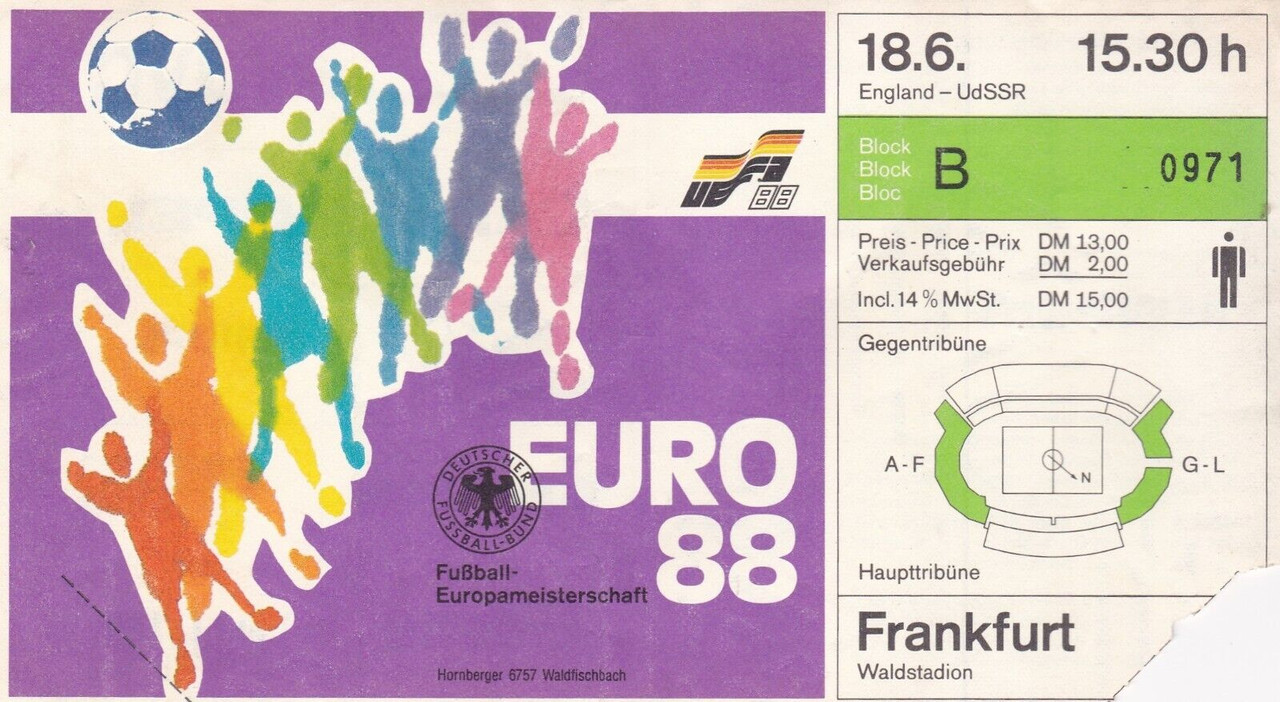 UEFA
88
EURO
88
DEUTSCHER
FUSSBALL-BUND
Fußball-
Europameisterschaft
Hornberger 6757 Waldfischbach
18.6. 15.30 h
England – UdSSR
Block
Block B 0971
Bloc
Preis - Price - Prix DM 13,00
Verkaufsgebühr DM 2,00
Incl. 14 % MwSt. DM 15,00
Gegentribüne
A - F G - L
N
Haupttribüne
Frankfurt
Waldstadion